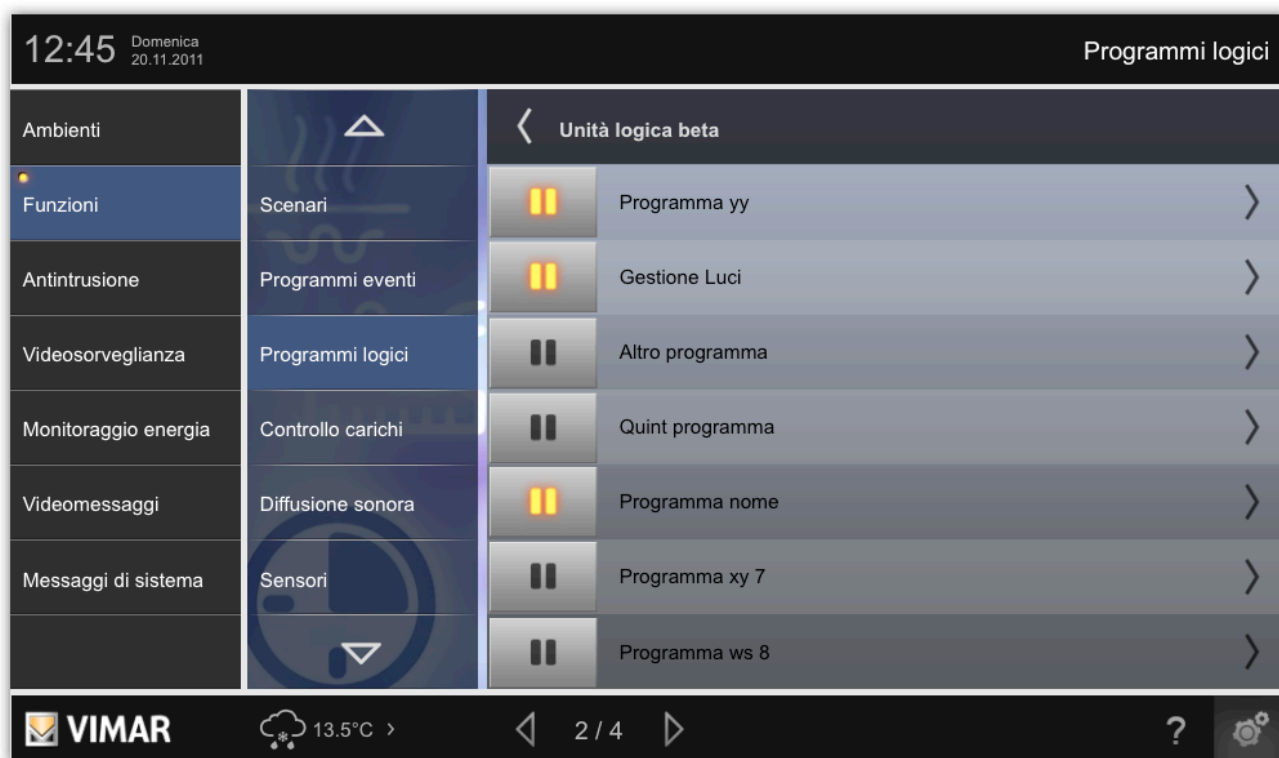 12:45
Domenica
20.11.2011
Programmi logici
Ambienti
Funzioni
Antintrusione
Videosorveglianza
Monitoraggio energia
Videomessaggi
Messaggi di sistema
Scenari
Programmi eventi
Programmi logici
Controllo carichi
Diffusione sonora
Sensori
Unità logica beta
Programma yy
Gestione Luci
Altro programma
Quint programma
Programma nome
Programma xy 7
Programma ws 8
VIMAR
13.5°C >
2 / 4
?